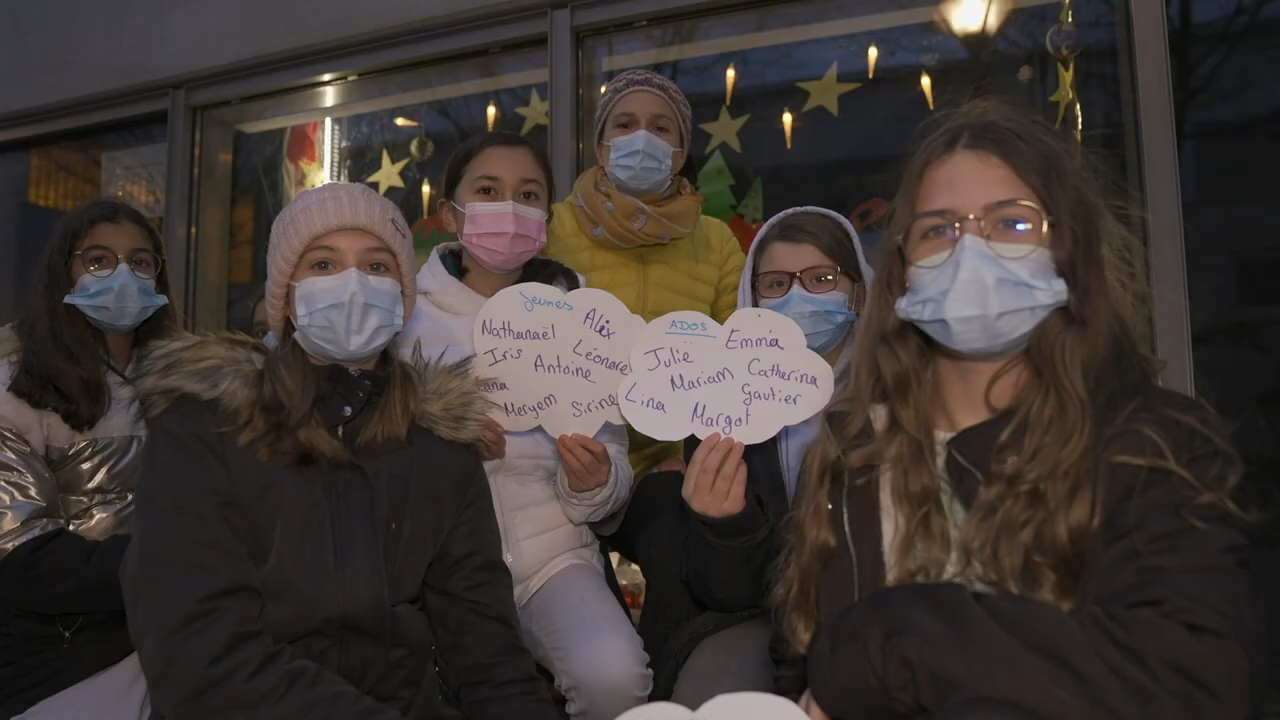 Jeunes
Nathanaël Alix
Iris Léonore
Antoine
Meryem Sirine
ADOS
Julie Emma
Mariam Catherina
Lina Gautier
Margot